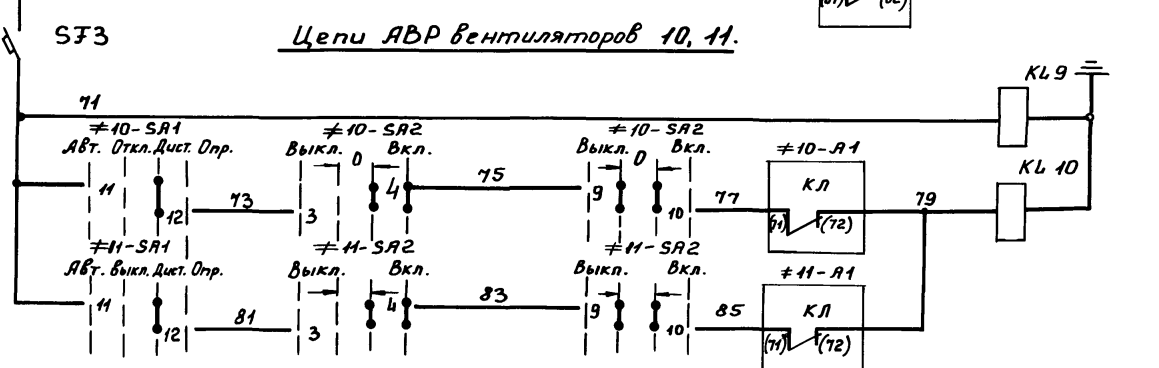 (81) (82)
SF3 Цепи АВР вентиляторов 10, 11.
KL9
71
≠10-SA1 ≠10-SA2 ≠10-SA2 ≠10-A1
Авт. Откл. Дист. Опр. Выкл. 0 Вкл. Выкл. 0 Вкл. КЛ KL 10
11 12 73 3 4 75 9 10 77 (71) (72) 79
≠11-SA1 ≠11-SA2 ≠11-SA2 ≠11-A1
Авт. Выкл. Дист. Опр. Выкл. Вкл. Выкл. Вкл. КЛ
11 12 81 3 4 83 9 10 85 (71) (72)